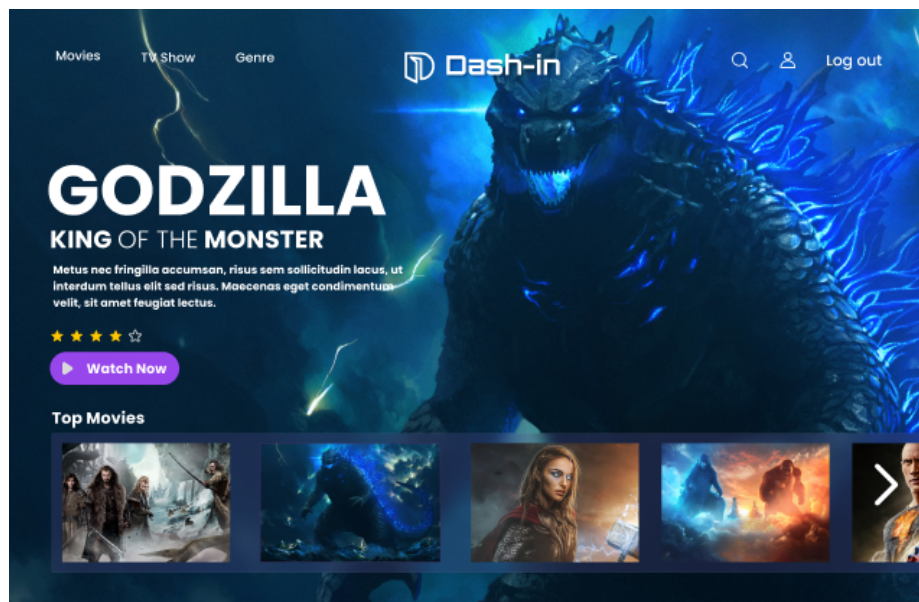 Movies
TV Show
Genre
Dash-in
Log out
GODZILLA
KING OF THE MONSTER
Metus nec fringilla accumsan, risus sem sollicitudin lacus, ut
interdum tellus elit sed risus. Maecenas eget condimentum
velit, sit amet feugiat lectus.
Watch Now
Top Movies